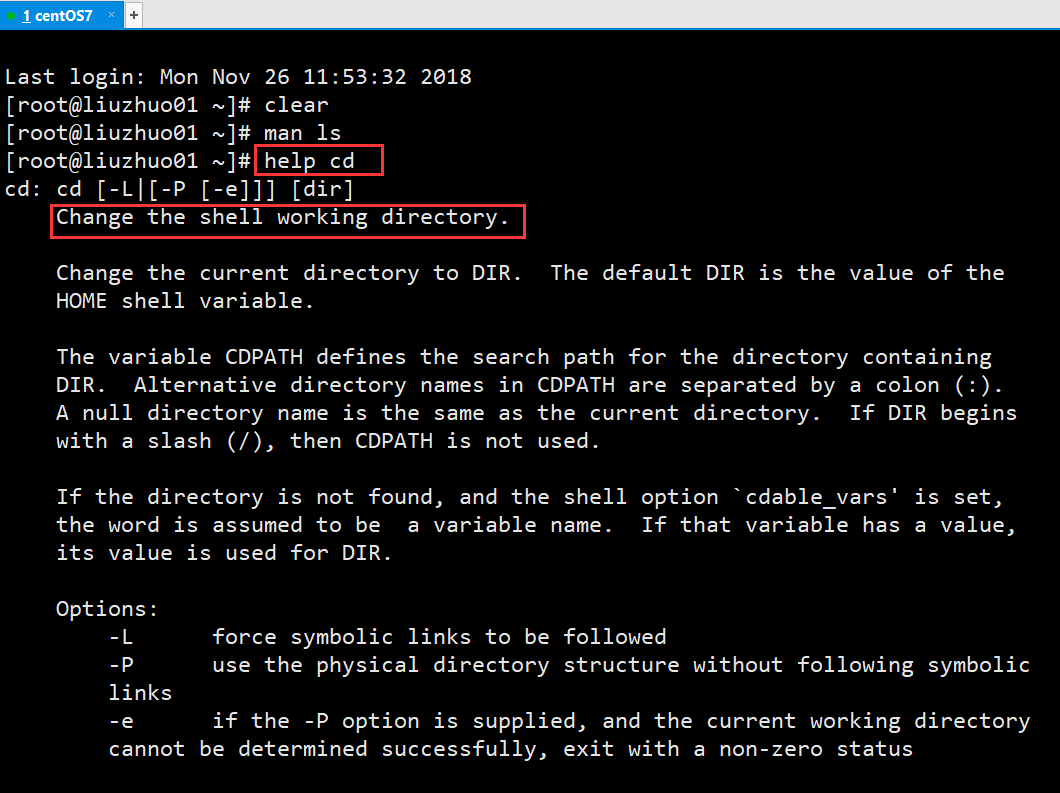 1 centOS7 × +
Last login: Mon Nov 26 11:53:32 2018
[root@liuzhuo01 ~]# clear
[root@liuzhuo01 ~]# man ls
[root@liuzhuo01 ~]# help cd
cd: cd [-L|[-P [-e]]] [dir]
    Change the shell working directory.

    Change the current directory to DIR.  The default DIR is the value of the
    HOME shell variable.

    The variable CDPATH defines the search path for the directory containing
    DIR.  Alternative directory names in CDPATH are separated by a colon (:).
    A null directory name is the same as the current directory.  If DIR begins
    with a slash (/), then CDPATH is not used.

    If the directory is not found, and the shell option `cdable_vars' is set,
    the word is assumed to be  a variable name.  If that variable has a value,
    its value is used for DIR.

    Options:
        -L      force symbolic links to be followed
        -P      use the physical directory structure without following symbolic
        links
        -e      if the -P option is supplied, and the current working directory
        cannot be determined successfully, exit with a non-zero status